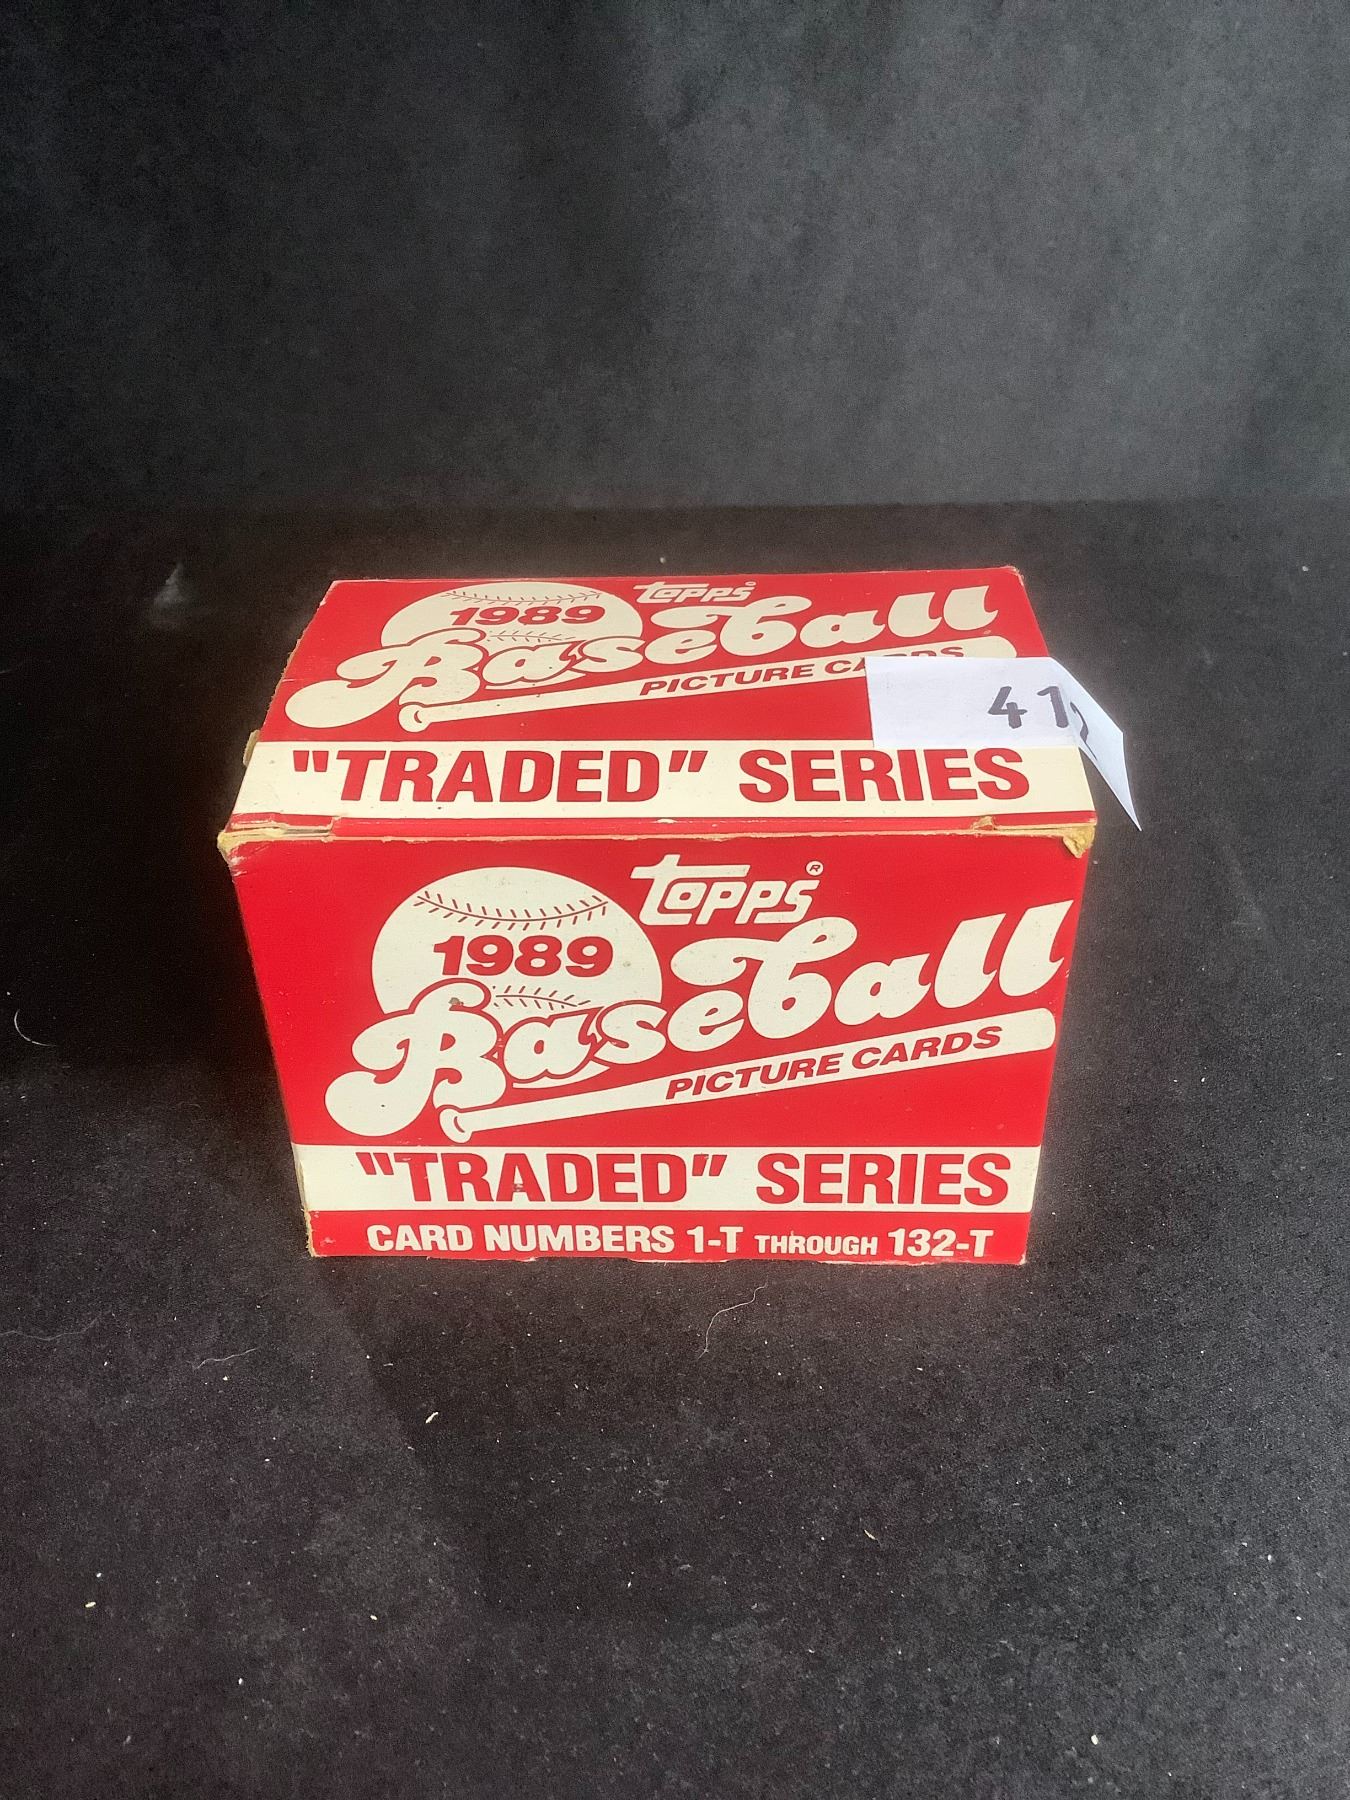 1989
topps®
Baseball
PICTURE CARDS
412
"TRADED" SERIES
topps®
1989
Baseball
PICTURE CARDS
"TRADED" SERIES
CARD NUMBERS 1-T THROUGH 132-T